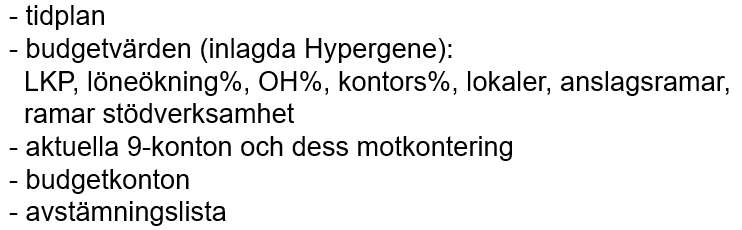 - tidplan
- budgetvärden (inlagda Hypergene):
LKP, löneökning%, OH%, kontors%, lokaler, anslagsramar,
ramar stödverksamhet
- aktuella 9-konton och dess motkontering
- budgetkonton
- avstämningslista